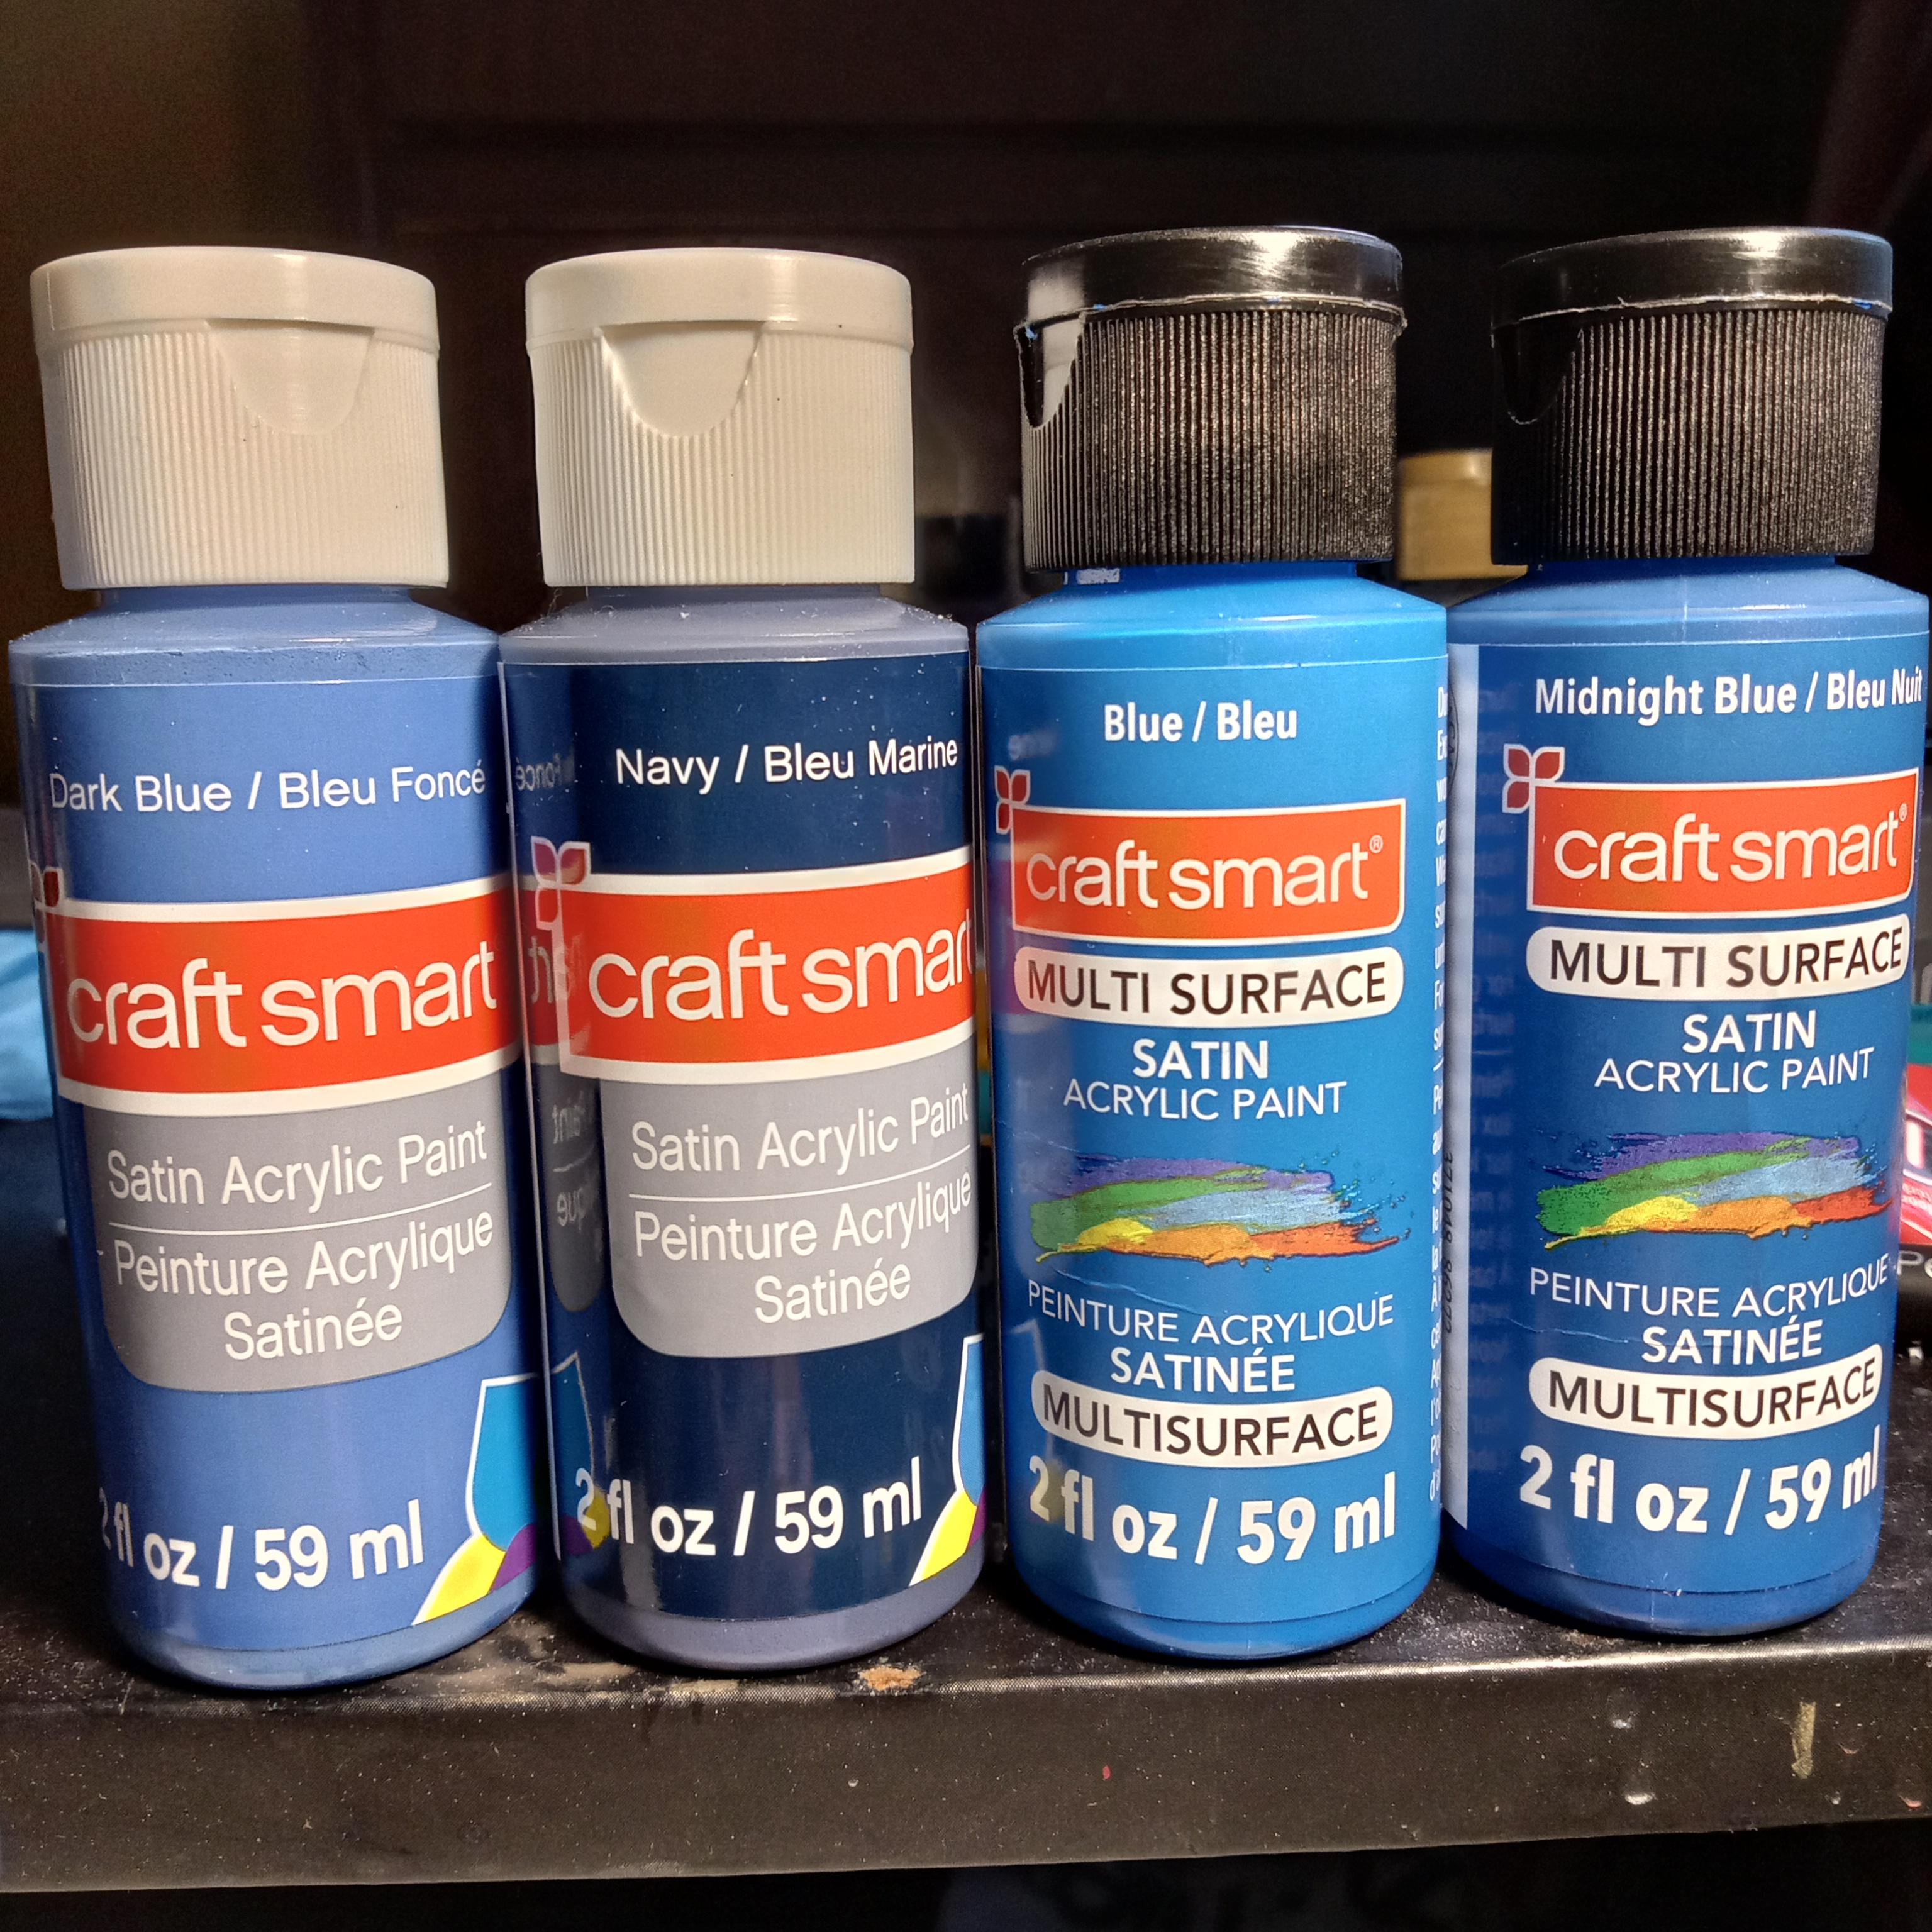 Dark Blue / Bleu Foncé
craft smart
Satin Acrylic Paint
Peinture Acrylique
Satinée
2 fl oz / 59 ml
Navy / Bleu Marine
craft smart
Satin Acrylic Paint
Peinture Acrylique
Satinée
2 fl oz / 59 ml
Blue / Bleu
craft smart®
MULTI SURFACE
SATIN
ACRYLIC PAINT
PEINTURE ACRYLIQUE
SATINÉE
MULTISURFACE
2 fl oz / 59 ml
Midnight Blue / Bleu Nuit
craft smart®
MULTI SURFACE
SATIN
ACRYLIC PAINT
PEINTURE ACRYLIQUE
SATINÉE
MULTISURFACE
2 fl oz / 59 ml